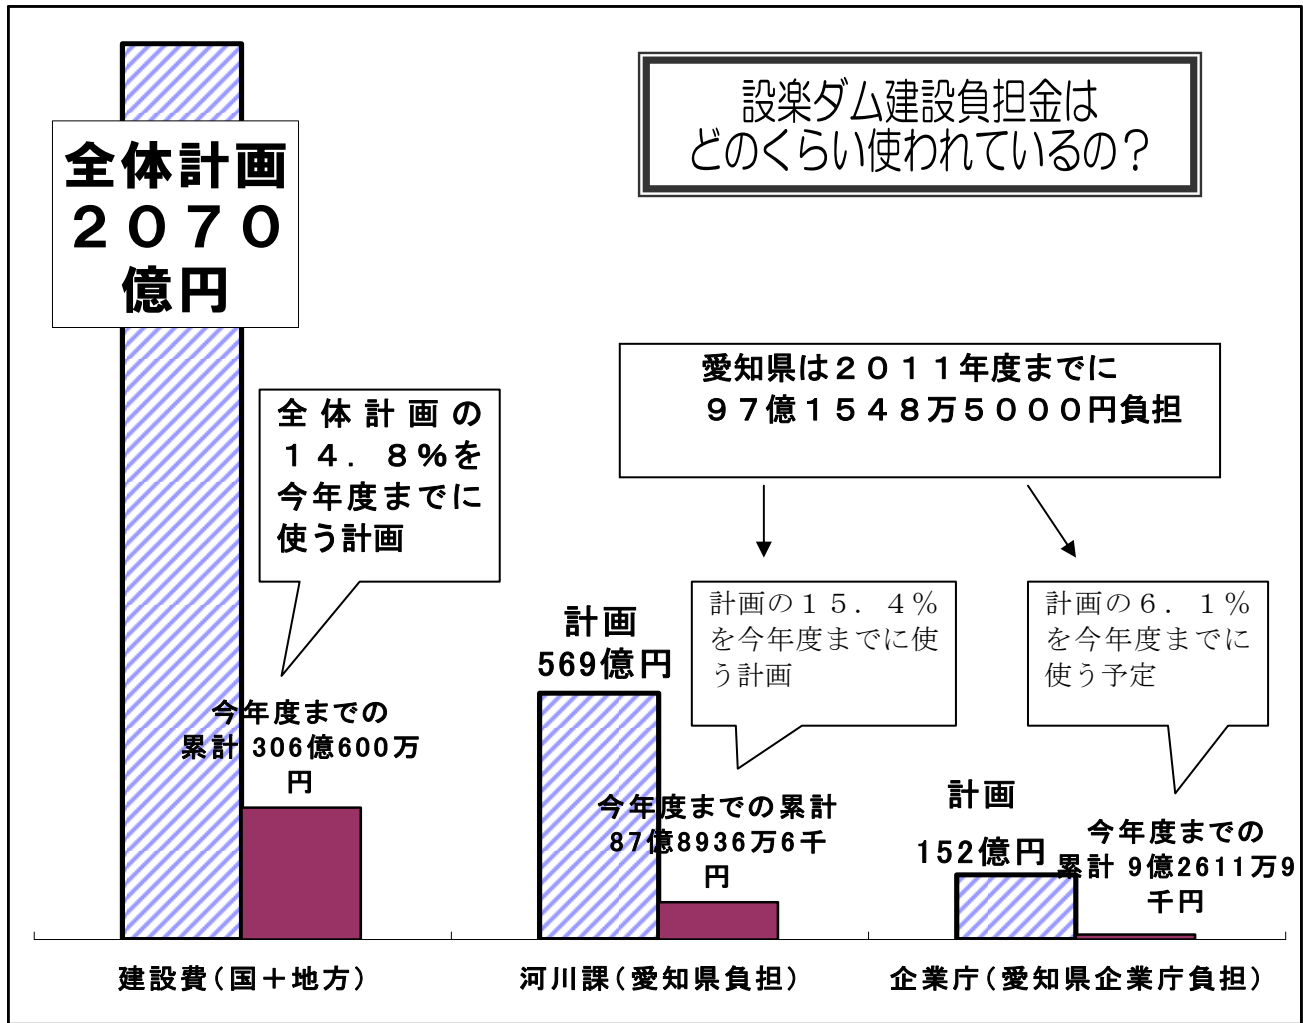 設楽ダム建設負担金は
どのくらい使われているの？
全体計画
２０７０
億円
全体計画の
１４．８％を
今年度までに
使う計画
愛知県は２０１１年度までに
９７億１５４８万５０００円負担
計画の１５．４％
を今年度までに使
う計画
計画の６．１％
を今年度までに
使う予定
計画
569億円
今年度までの
累計 306億600万
円
今年度までの累計
87億8936万6千
円
計画
152億円
今年度までの
累計 9億2611万9
千円
建設費（国＋地方）
河川課（愛知県負担）
企業庁（愛知県企業庁負担）